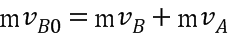 mv_{B0} = mv_B + mv_A